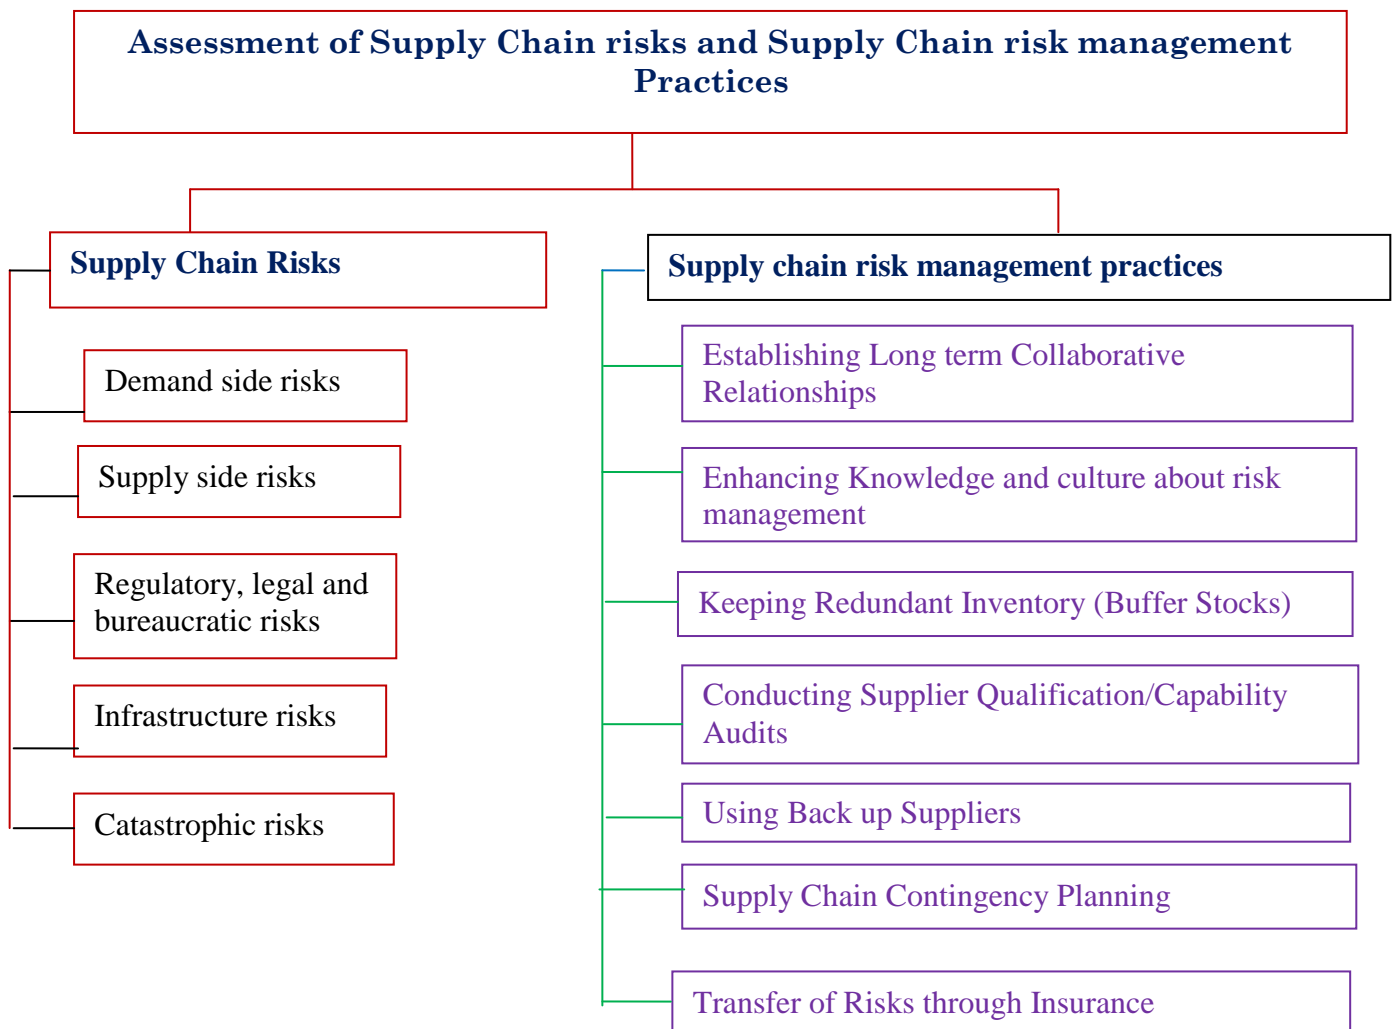 Assessment of Supply Chain risks and Supply Chain risk management
Practices
Supply Chain Risks
Demand side risks
Supply side risks
Regulatory, legal and
bureaucratic risks
Infrastructure risks
Catastrophic risks
Supply chain risk management practices
Establishing Long term Collaborative
Relationships
Enhancing Knowledge and culture about risk
management
Keeping Redundant Inventory (Buffer Stocks)
Conducting Supplier Qualification/Capability
Audits
Using Back up Suppliers
Supply Chain Contingency Planning
Transfer of Risks through Insurance